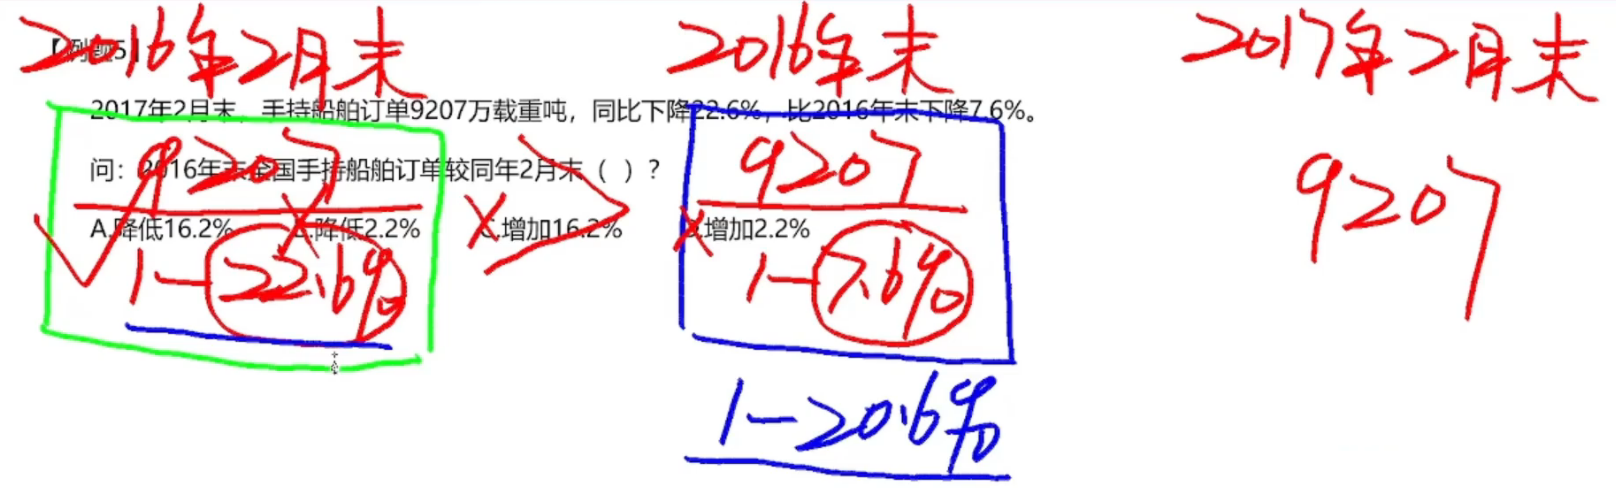 【例题5】
2016年2月末 2016年末 2017年2月末
2017年2月末，手持船舶订单9207万载重吨，同比下降22.6%，比2016年末下降7.6%。
9207 9207 9207
问：2016年末全国手持船舶订单较同年2月末（ ）？
A.降低16.2% B.降低2.2% C.增加16.2% D.增加2.2%
1-22.6% > 1-7.6%
1-20.6%